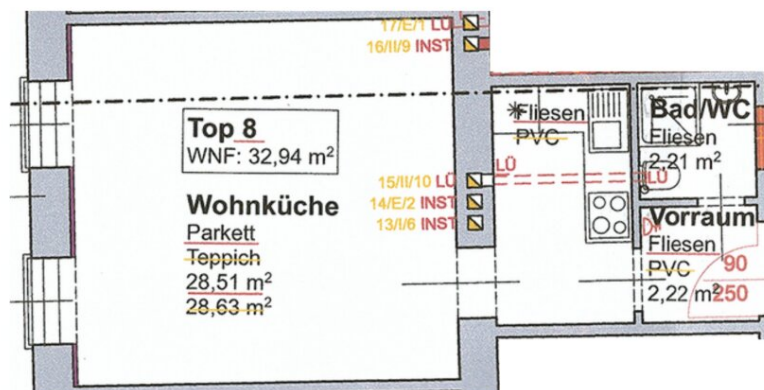 17/E/1 LÜ
16/II/9 INST
Top 8
WNF: 32,94 m²
Fliesen
PVC
Bad/WC
Fliesen
2,21 m²
LÜ
LÜ
15/II/10 LÜ
14/E/2 INST
13/I/6 INST
Wohnküche
Parkett
Teppich
28,51 m²
28,63 m²
Vorraum
Fliesen
PVC
2,22 m²
90
250